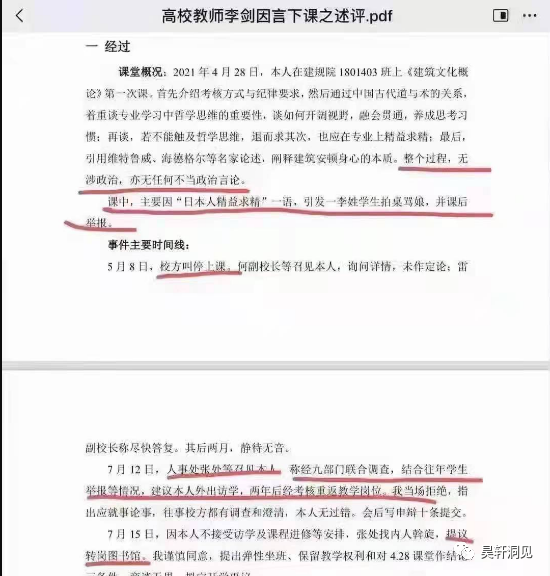 高校教师李剑因言下课之述评.pdf
一 经过
课堂概况：2021 年 4 月 28 日，本人在建规院 1801403 班上《建筑文化概
论》第一次课。首先介绍考核方式与纪律要求，然后通过中国古代道与术的关系，
着重谈专业学习中哲学思维的重要性，谈如何开阔视野，融会贯通，养成思考习
惯；再谈，若不能触及哲学思维，退而求其次，也应在专业上精益求精；最后，
引用维特鲁威、海德格尔等名家论述，阐释建筑安顿身心的本质。整个过程，无
涉政治，亦无任何不当政治言论。
课中，主要因“日本人精益求精”一语，引发一李姓学生拍桌骂娘，并课后
举报。
事件主要时间线：
5 月 8 日，校方叫停上课。何副校长等召见本人，询问详情，未作定论；雷
副校长称尽快答复。其后两月，静待无音。
7 月 12 日，人事处张处等召见本人，称经九部门联合调查，结合往年学生
举报等情况，建议本人外出访学，两年后经考核重返教学岗位。我当场拒绝，指
出应就事论事，往事校方都有调查和澄清，本人无过错。会后写申辩十条提交。
7 月 15 日，因本人不接受访学及课程进修等安排，张处找内人斡旋，提议
转岗图书馆。我谨慎同意，提出弹性坐班、保留教学权利和对 4.28 课堂作结论
昊轩洞见